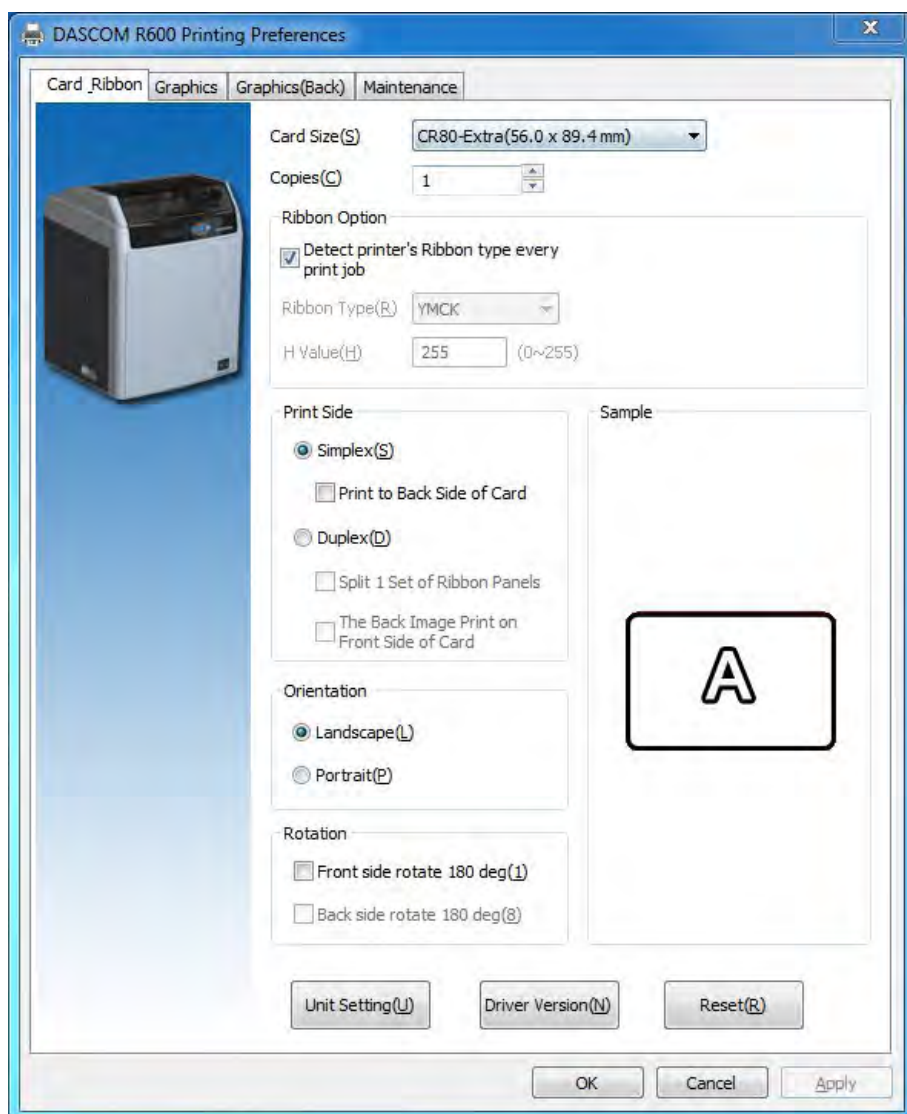 DASCOM R600 Printing Preferences
Card_Ribbon Graphics Graphics(Back) Maintenance
Card Size(S) CR80-Extra(56.0 x 89.4 mm)
Copies(C) 1
Ribbon Option
Detect printer's Ribbon type every
print job
Ribbon Type(R) YMCK
H Value(H) 255 (0~255)
Print Side
Simplex(S)
Print to Back Side of Card
Duplex(D)
Split 1 Set of Ribbon Panels
The Back Image Print on
Front Side of Card
Sample
A
Orientation
Landscape(L)
Portrait(P)
Rotation
Front side rotate 180 deg(1)
Back side rotate 180 deg(8)
Unit Setting(U) Driver Version(N) Reset(R)
OK Cancel Apply